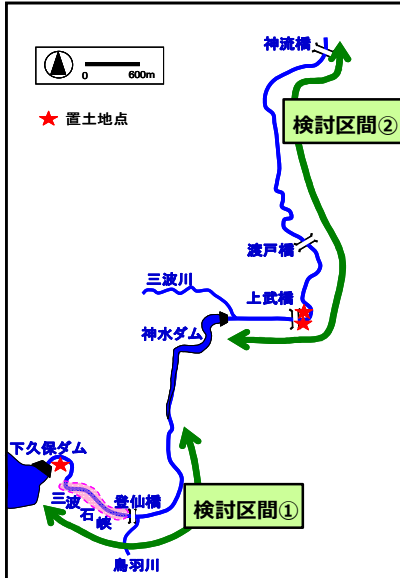 神流橋
0 600m
置土地点
検討区間②
渡戸橋
三波川
上武橋
神水ダム
下久保ダム
三波石峡
登仙橋
検討区間①
鳥羽川